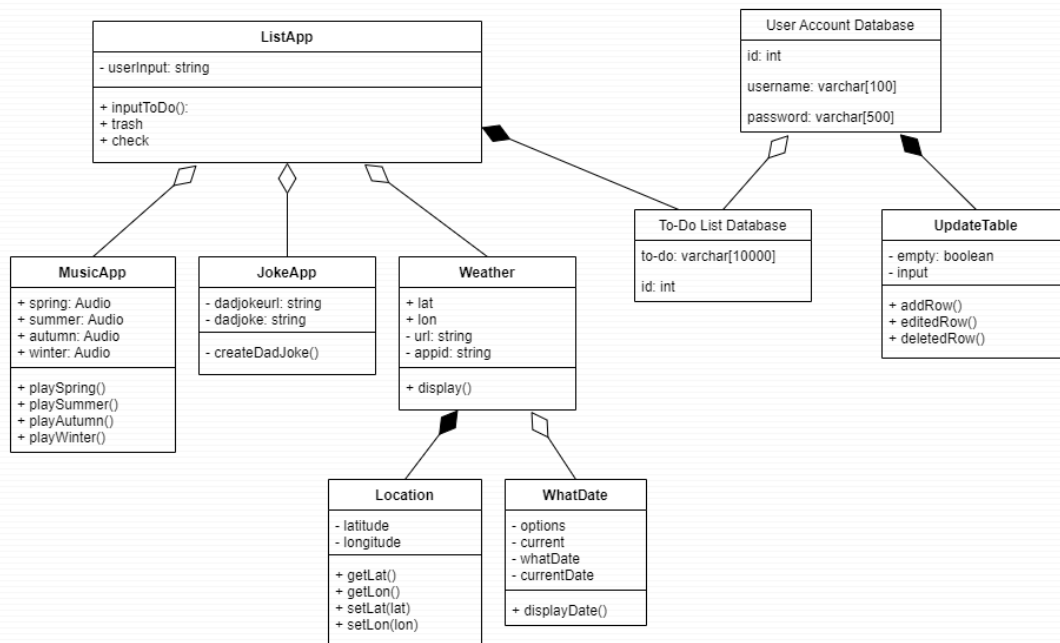 ListApp
- userInput: string
+ inputToDo():
+ trash
+ check
User Account Database
id: int
username: varchar[100]
password: varchar[500]
MusicApp
+ spring: Audio
+ summer: Audio
+ autumn: Audio
+ winter: Audio
+ playSpring()
+ playSummer()
+ playAutumn()
+ playWinter()
JokeApp
- dadjokeurl: string
- dadjoke: string
- createDadJoke()
Weather
+ lat
+ lon
- url: string
- appid: string
+ display()
To-Do List Database
to-do: varchar[10000]
id: int
UpdateTable
- empty: boolean
- input
+ addRow()
+ editedRow()
+ deletedRow()
Location
- latitude
- longitude
+ getLat()
+ getLon()
+ setLat(lat)
+ setLon(lon)
WhatDate
- options
- current
- whatDate
- currentDate
+ displayDate()